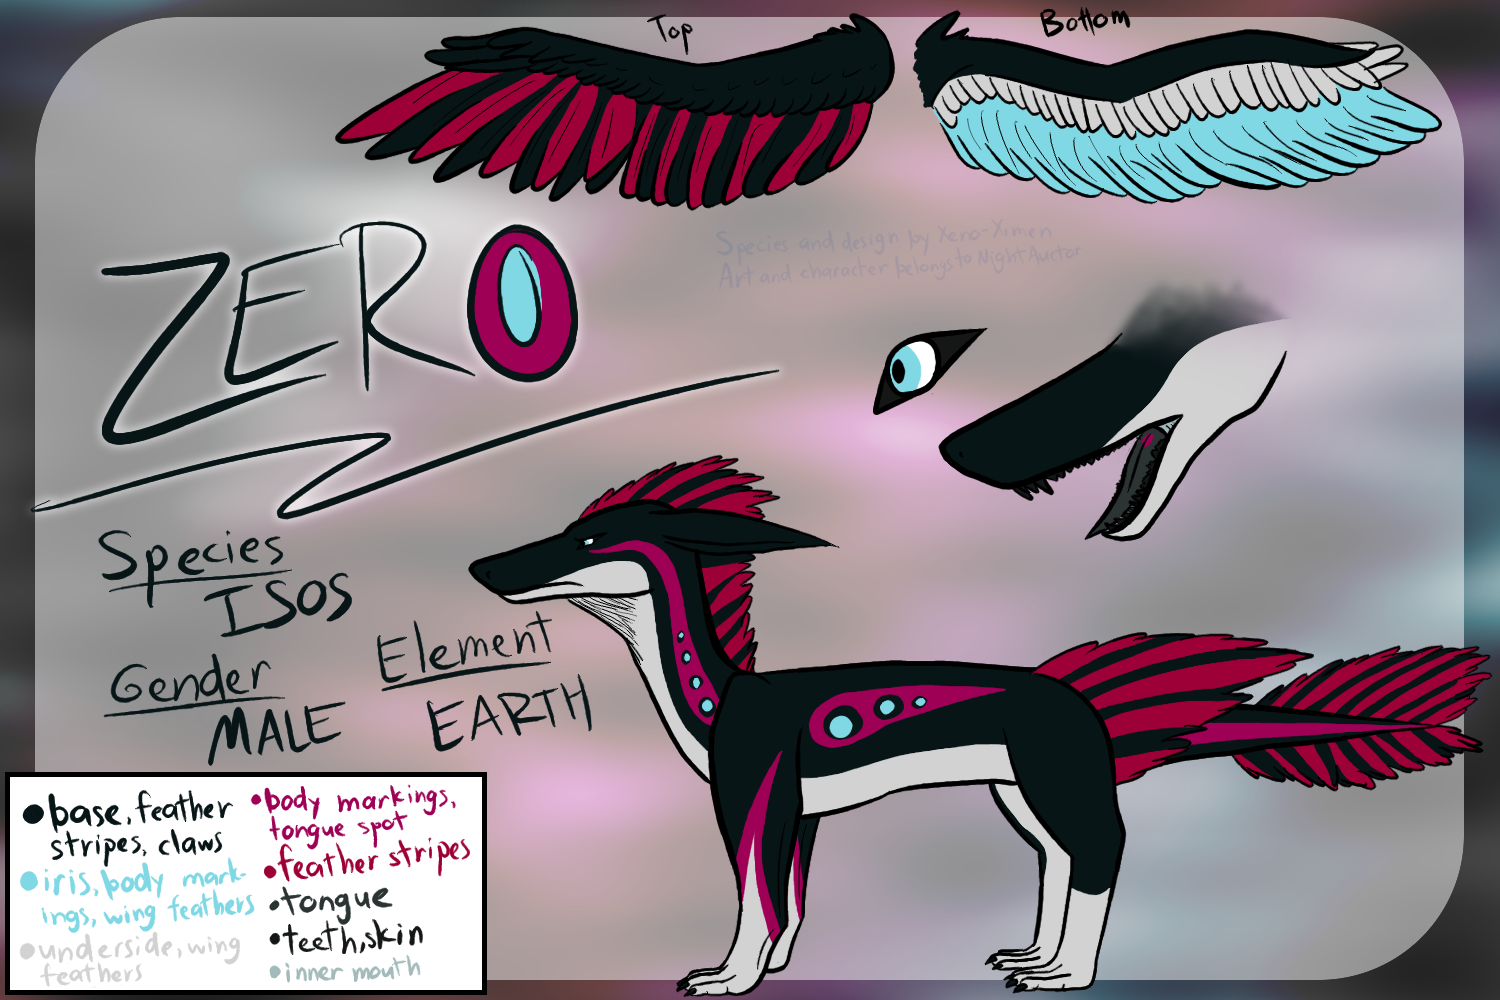 Top
Bottom
Species and design by Xeno-Ximen
Art and character belongs to NightAuctor
ZERO
Species
ISOS
Gender
MALE
Element
EARTH
base, feather
stripes, claws
iris, body mark-
ings, wing feathers
underside, wing
feathers
body markings,
tongue spot
feather stripes
tongue
teeth, skin
inner mouth